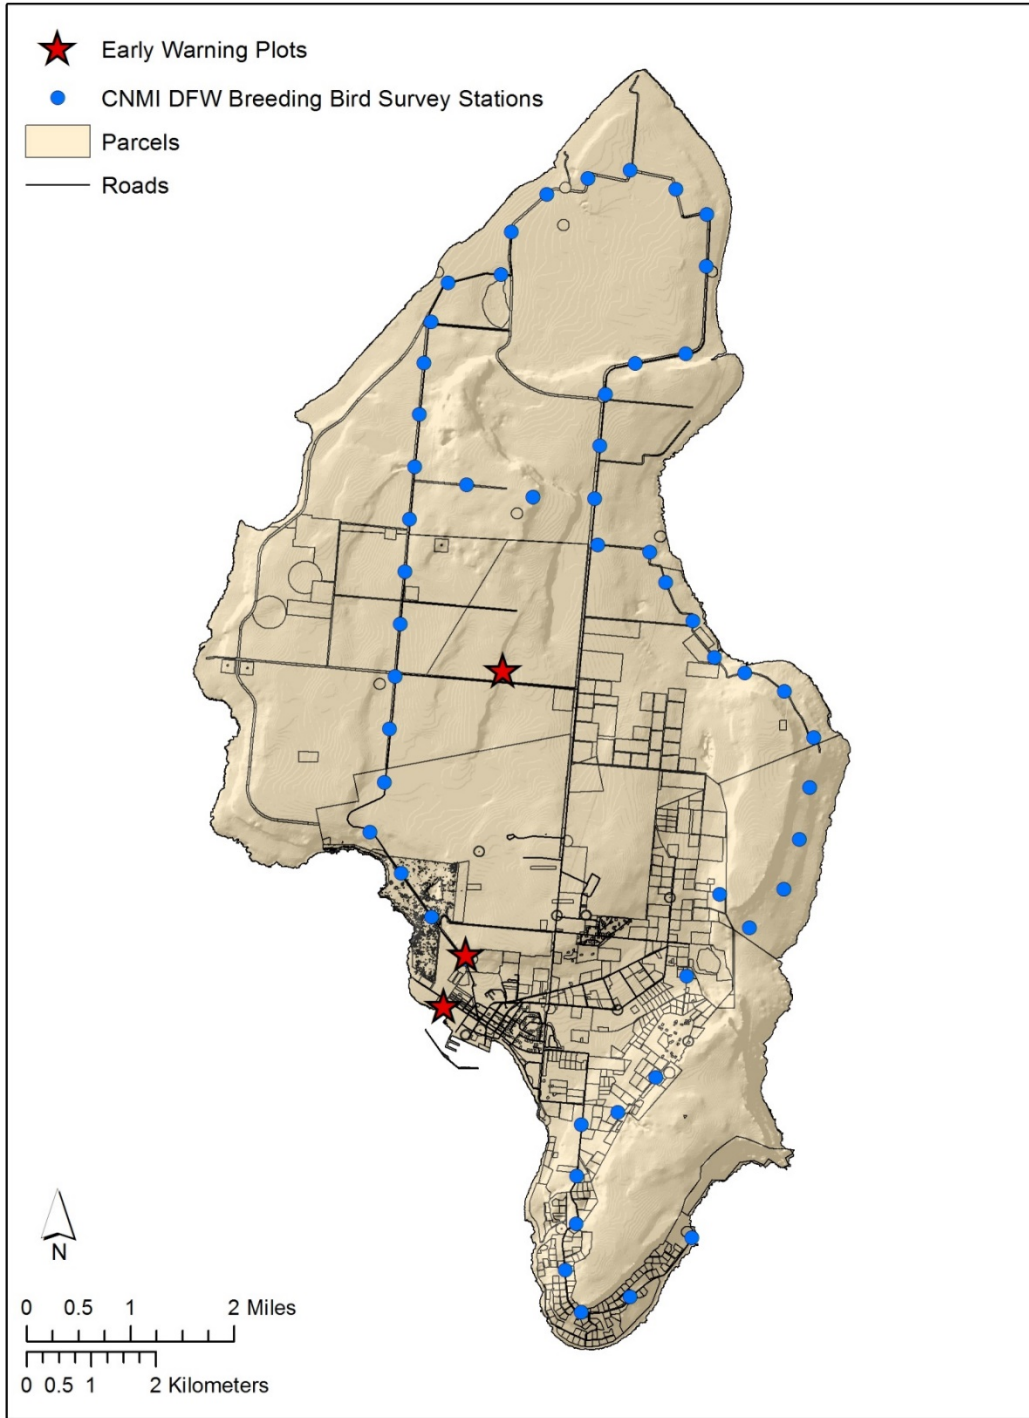 Early Warning Plots
CNMI DFW Breeding Bird Survey Stations
Parcels
Roads
N
0 0.5 1 2 Miles
0 0.5 1 2 Kilometers